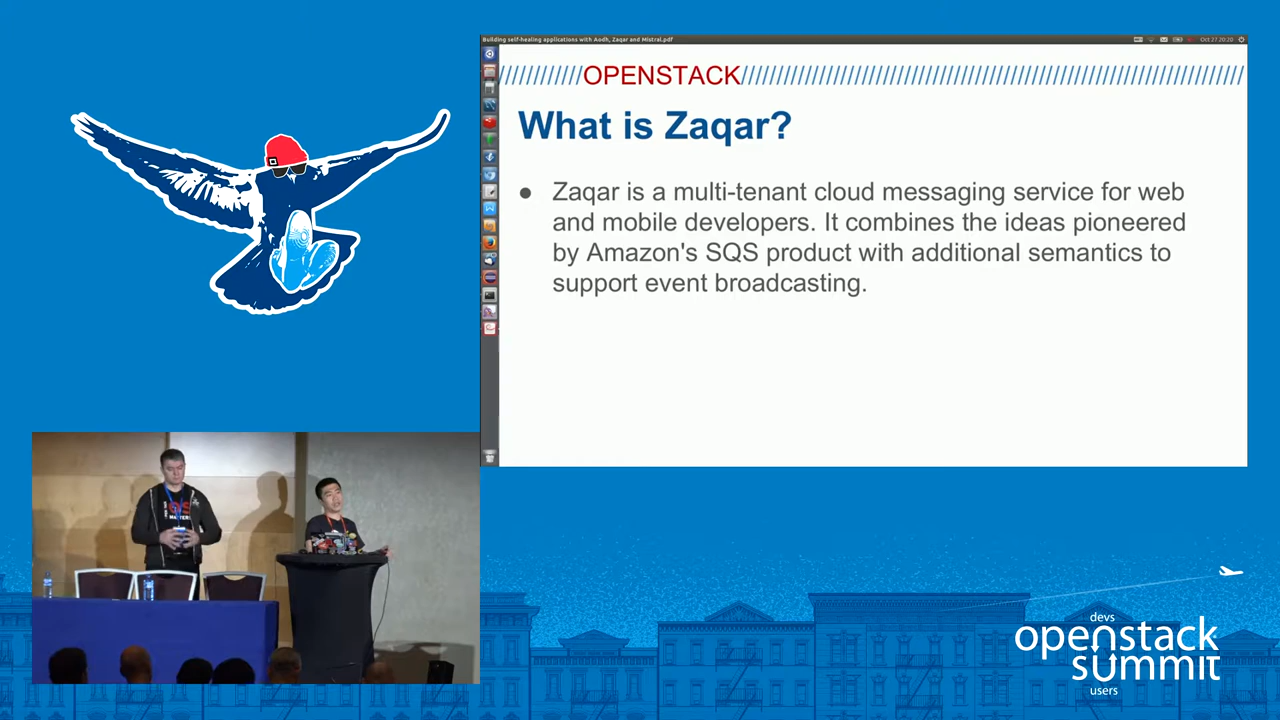 Building self-healing applications with Aodh, Zaqar and Mistral.pdf
Oct 27 20:20
OPENSTACK
What is Zaqar?
● Zaqar is a multi-tenant cloud messaging service for web
and mobile developers. It combines the ideas pioneered
by Amazon's SQS product with additional semantics to
support event broadcasting.
devs
openstack
summit
users